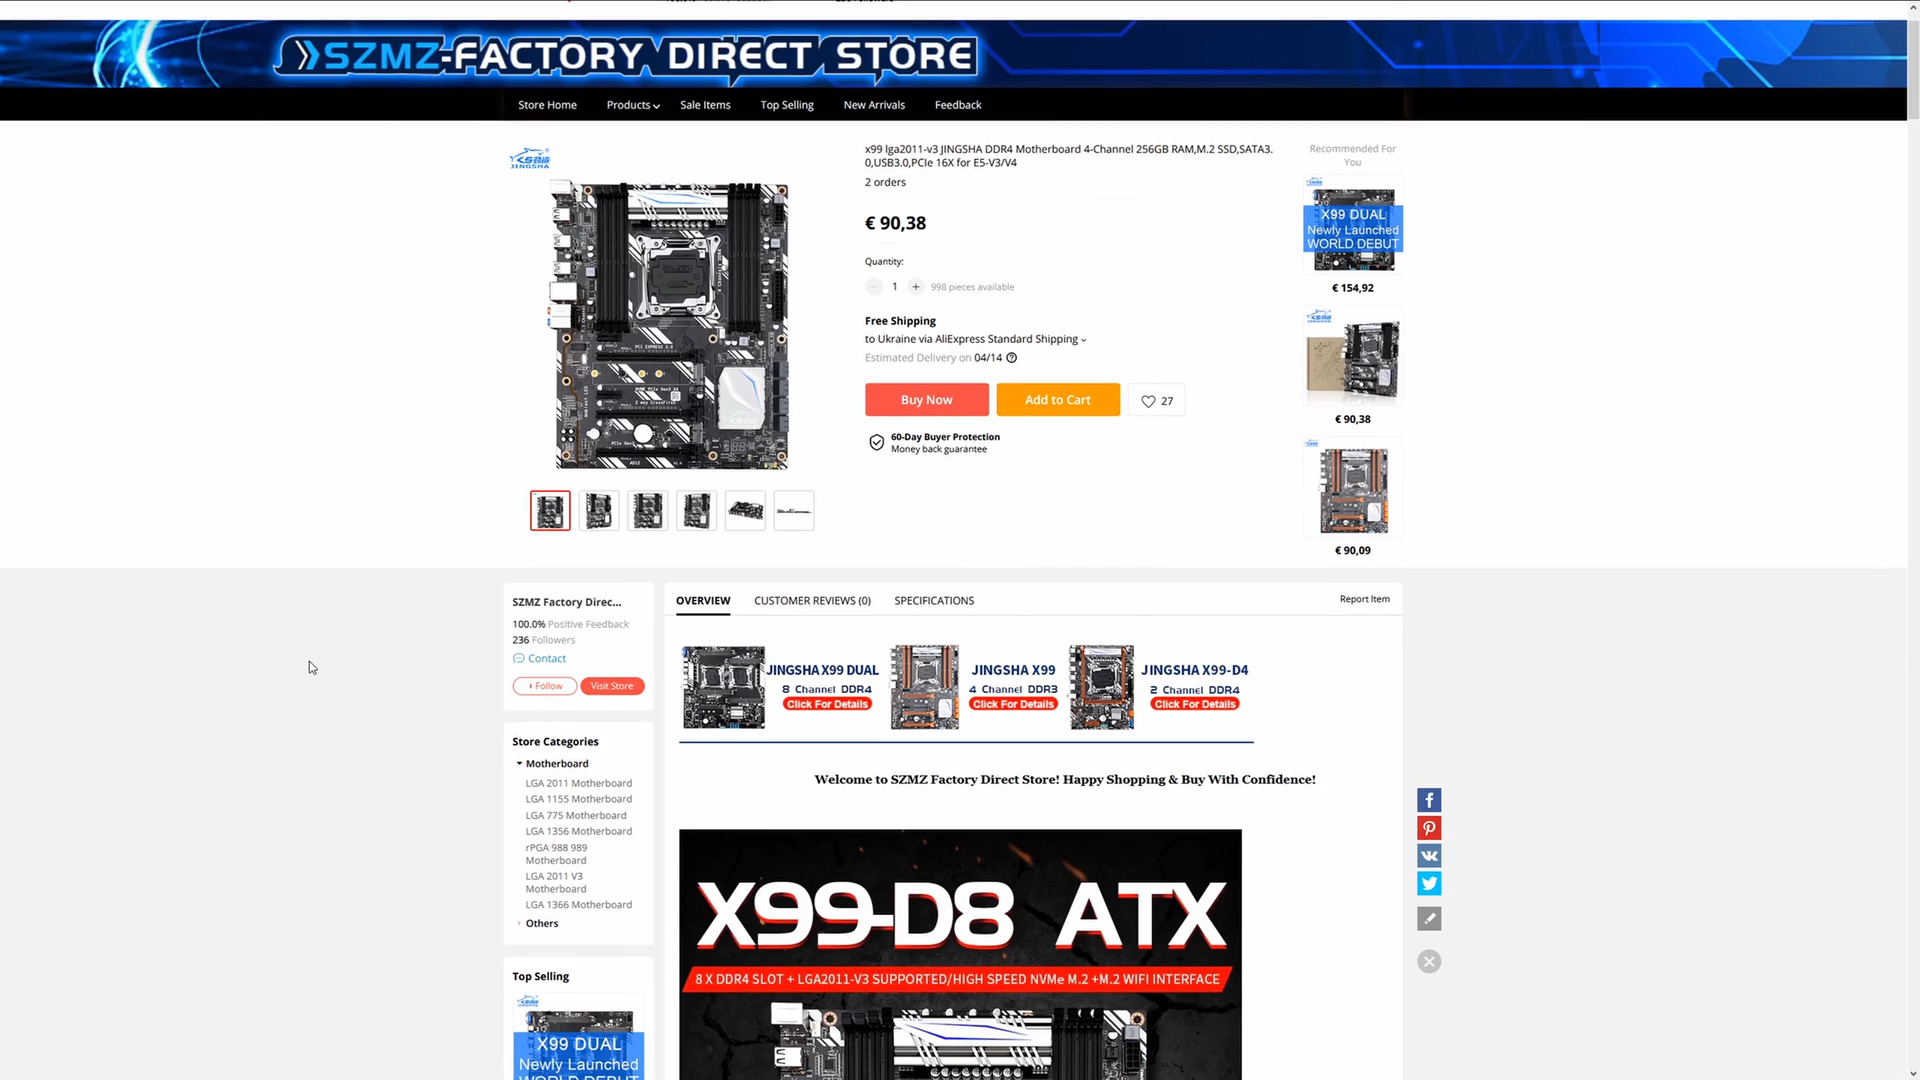 SZMZ-FACTORY DIRECT STORE
Store Home
Products
Sale Items
Top Selling
New Arrivals
Feedback
JINGSHA
x99 lga2011-v3 JINGSHA DDR4 Motherboard 4-Channel 256GB RAM,M.2 SSD,SATA3.
0,USB3.0,PCIe 16X for E5-V3/V4
2 orders
€ 90,38
Quantity:
1
998 pieces available
Free Shipping
to Ukraine via AliExpress Standard Shipping
Estimated Delivery on 04/14
Buy Now
Add to Cart
27
60-Day Buyer Protection
Money back guarantee
Recommended For
You
X99 DUAL
Newly Launched
WORLD DEBUT
€ 154,92
€ 90,38
€ 90,09
SZMZ Factory Direc...
100.0% Positive Feedback
236 Followers
Contact
+ Follow
Visit Store
Store Categories
Motherboard
LGA 2011 Motherboard
LGA 1155 Motherboard
LGA 775 Motherboard
LGA 1356 Motherboard
rPGA 988 989
Motherboard
LGA 2011 V3
Motherboard
LGA 1366 Motherboard
Others
Top Selling
X99 DUAL
Newly Launched
WORLD DEBUT
OVERVIEW
CUSTOMER REVIEWS (0)
SPECIFICATIONS
Report Item
JINGSHA X99 DUAL
8 Channel DDR4
Click For Details
JINGSHA X99
4 Channel DDR3
Click For Details
JINGSHA X99-D4
2 Channel DDR4
Click For Details
Welcome to SZMZ Factory Direct Store! Happy Shopping & Buy With Confidence!
X99-D8 ATX
8 X DDR4 SLOT + LGA2011-V3 SUPPORTED/HIGH SPEED NVMe M.2 +M.2 WIFI INTERFACE